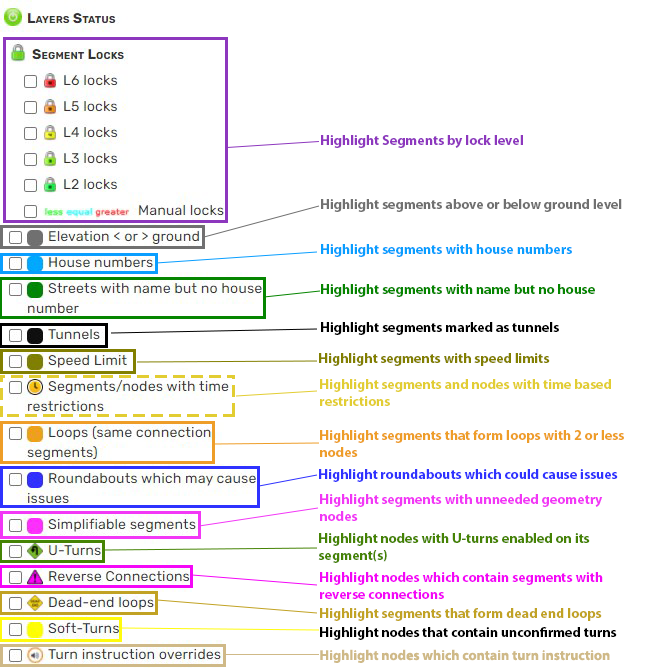 LAYERS STATUS
SEGMENT LOCKS
L6 locks
L5 locks
L4 locks
Highlight Segments by lock level
L3 locks
L2 locks
less equal greater Manual locks
Highlight segments above or below ground level
Elevation < or > ground
Highlight segments with house numbers
House numbers
Streets with name but no house
number
Highlight segments with name but no house
Tunnels
Highlight segments marked as tunnels
Speed Limit
Highlight segments with speed limits
Segments/nodes with time
restrictions
Highlight segments and nodes with time based
restrictions
Loops (same connection
segments)
Highlight segments that form loops with 2 or less
nodes
Roundabouts which may cause
issues
Highlight roundabouts which could cause issues
Highlight segments with unneeded geometry
nodes
Simplifiable segments
Highlight nodes with U-turns enabled on its
segment(s)
U-Turns
Reverse Connections
Highlight nodes which contain segments with
reverse connections
Dead-end loops
Highlight segments that form dead end loops
Soft-Turns
Highlight nodes that contain unconfirmed turns
Turn instruction overrides
Highlight nodes which contain turn instruction